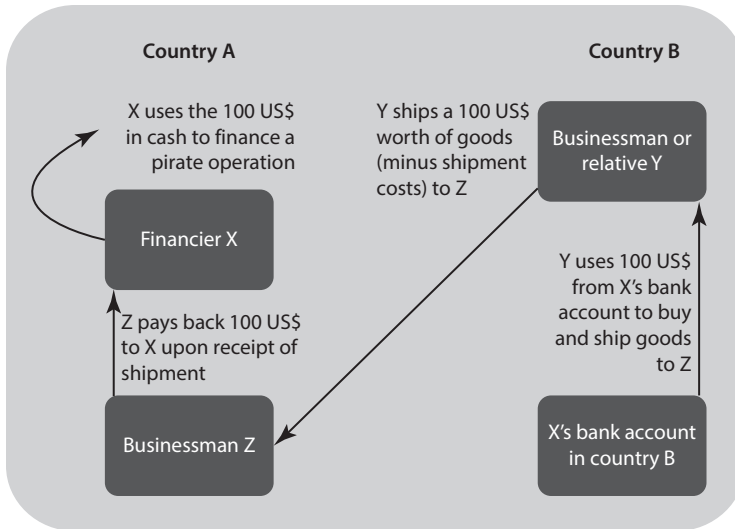 Country A
Country B
X uses the 100 US$
in cash to finance a
pirate operation
Y ships a 100 US$
worth of goods
(minus shipment
costs) to Z
Businessman or
relative Y
Financier X
Y uses 100 US$
from X’s bank
account to buy
and ship goods
to Z
Z pays back 100 US$
to X upon receipt of
shipment
Businessman Z
X’s bank account
in country B